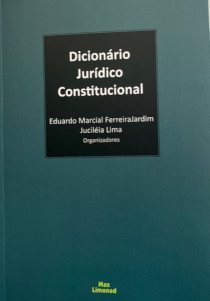 Dicionário
Jurídico
Constitucional
Eduardo Marcial FerreiraJardim
Juciléia Lima
Organizadores
Max
Limonad